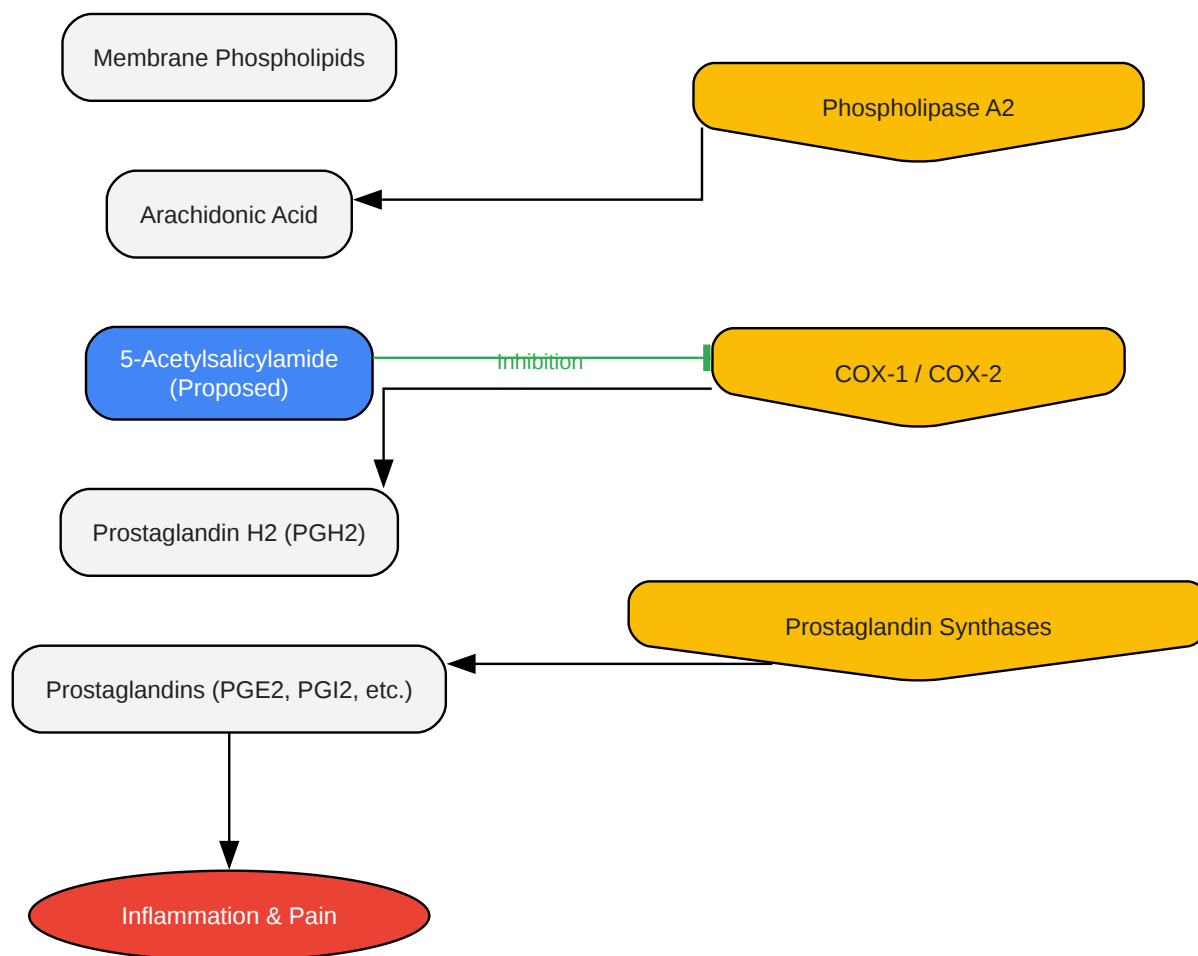 Membrane Phospholipids
Phospholipase A2
Arachidonic Acid
5-Acetylsalicylamide
(Proposed)
Inhibition
COX-1 / COX-2
Prostaglandin H2 (PGH2)
Prostaglandin Synthases
Prostaglandins (PGE2, PGI2, etc.)
Inflammation & Pain